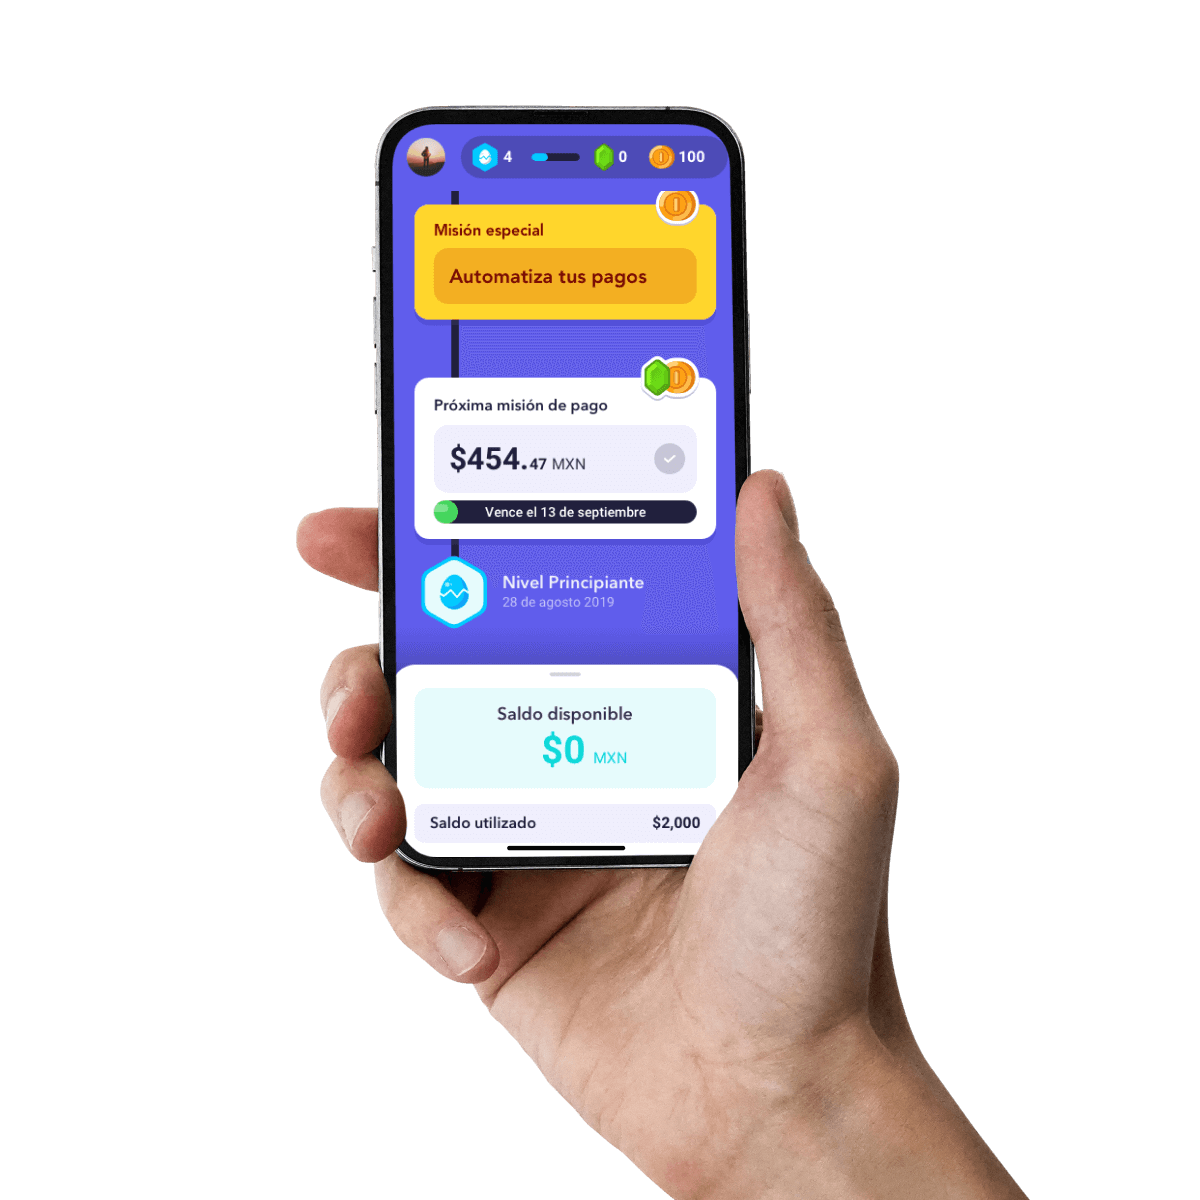 4 0 100
Misión especial
Automatiza tus pagos
Próxima misión de pago
$454.47 MXN
Vence el 13 de septiembre
Nivel Principiante
28 de agosto 2019
Saldo disponible
$0 MXN
Saldo utilizado $2,000